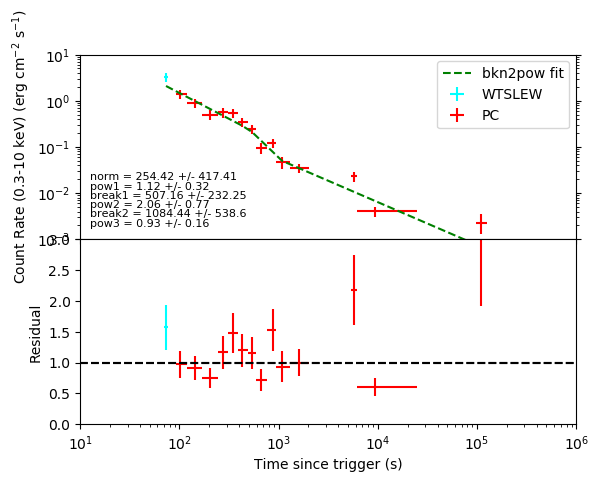 Count Rate (0.3-10 keV) (erg cm⁻² s⁻¹)
10¹
10⁰
10⁻¹
10⁻²
10⁻³
bkn2pow fit
WTSLEW
PC
norm = 254.42 +/- 417.41
pow1 = 1.12 +/- 0.32
break1 = 507.16 +/- 232.25
pow2 = 2.06 +/- 0.77
break2 = 1084.44 +/- 538.6
pow3 = 0.93 +/- 0.16
Residual
3.0
2.5
2.0
1.5
1.0
0.5
0.0
10¹ 10² 10³ 10⁴ 10⁵ 10⁶
Time since trigger (s)